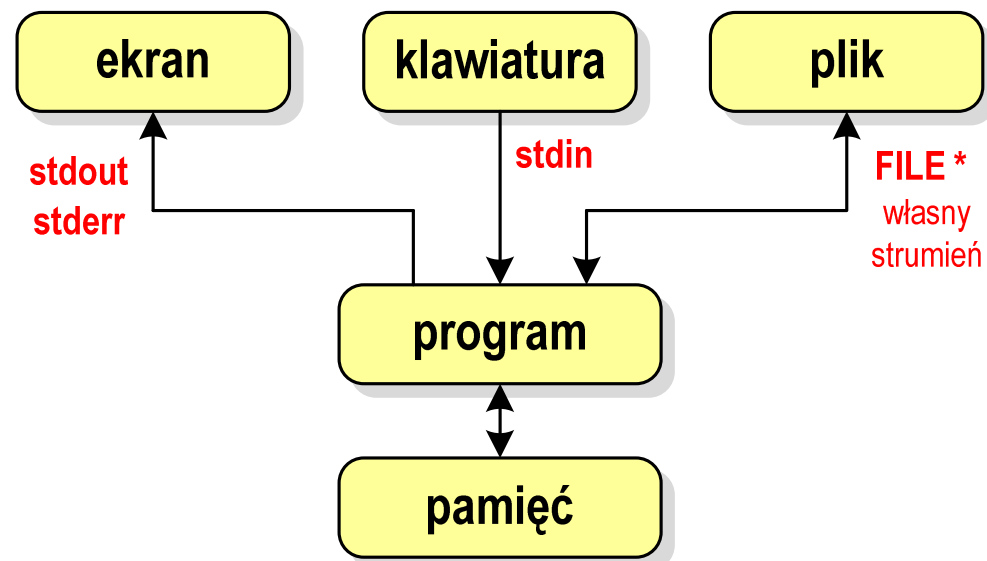 ekran
klawiatura
plik
stdout
stderr
stdin
FILE *
własny
strumień
program
pamięć